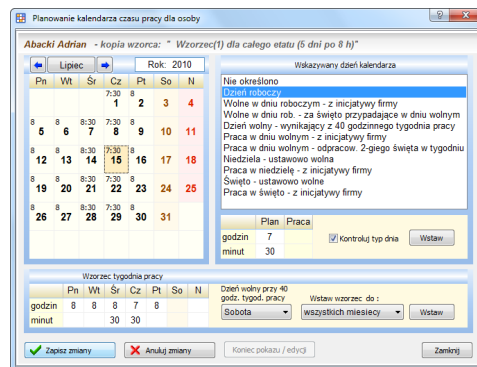 Planowanie kalendarza czasu pracy dla osoby
Abacki Adrian - kopia wzorca: " Wzorzec(1) dla całego etatu (5 dni po 8 h)"
Lipiec Rok: 2010
Pn Wt Śr Cz Pt So N
7:30 8
1 2 3 4
8 8 8:30 7:30 8
5 6 7 8 9 10 11
8 8 8:30 7:30 8
12 13 14 15 16 17 18
8 8 8:30 7:30 8
19 20 21 22 23 24 25
8 8 8:30 7:30 8
26 27 28 29 30 31
Wskazywany dzień kalendarza
Nie określono
Dzień roboczy
Wolne w dniu roboczym - z inicjatywy firmy
Wolne w dniu rob. - za święto przypadające w dniu wolnym
Dzień wolny - wynikający z 40 godzinnego tygodnia pracy
Praca w dniu wolnym - z inicjatywy firmy
Praca w dniu wolnym - odpracow. 2-giego święta w tygodniu
Niedziela - ustawowo wolna
Praca w niedzielę - z inicjatywy firmy
Święto - ustawowo wolne
Praca w święto - z inicjatywy firmy
Plan Praca
godzin 7
minut 30
Kontroluj typ dnia
Wstaw
Wzorzec tygodnia pracy
Pn Wt Śr Cz Pt So N
godzin 8 8 8 7 8
minut 30 30
Dzień wolny przy 40
godz. tygod. pracy
Sobota
Wstaw wzorzec do :
wszystkich miesiecy
Wstaw
Zapisz zmiany
Anuluj zmiany
Koniec pokazu / edycji
Zamknij